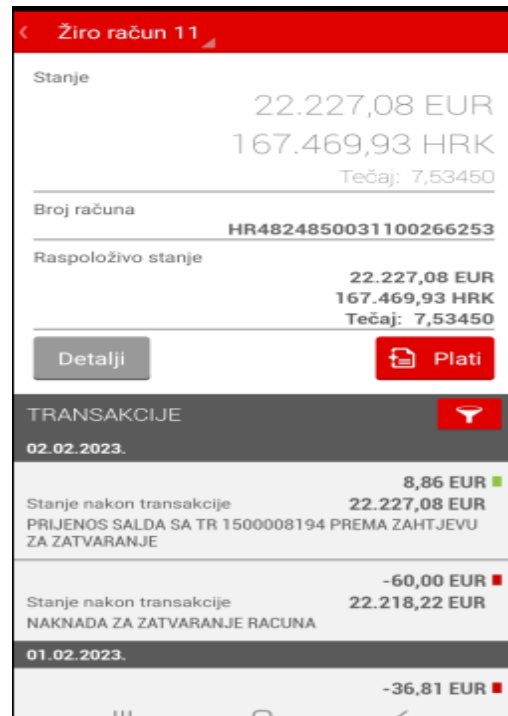 Žiro račun 11
Stanje
22.227,08 EUR
167.469,93 HRK
Tečaj: 7,53450
Broj računa
HR4824850031100266253
Raspoloživo stanje
22.227,08 EUR
167.469,93 HRK
Tečaj: 7,53450
Detalji
Plati
TRANSAKCIJE
02.02.2023.
8,86 EUR
Stanje nakon transakcije 22.227,08 EUR
PRIJENOS SALDA SA TR 1500008194 PREMA ZAHTJEVU
ZA ZATVARANJE
-60,00 EUR
Stanje nakon transakcije 22.218,22 EUR
NAKNADA ZA ZATVARANJE RACUNA
01.02.2023.
-36,81 EUR